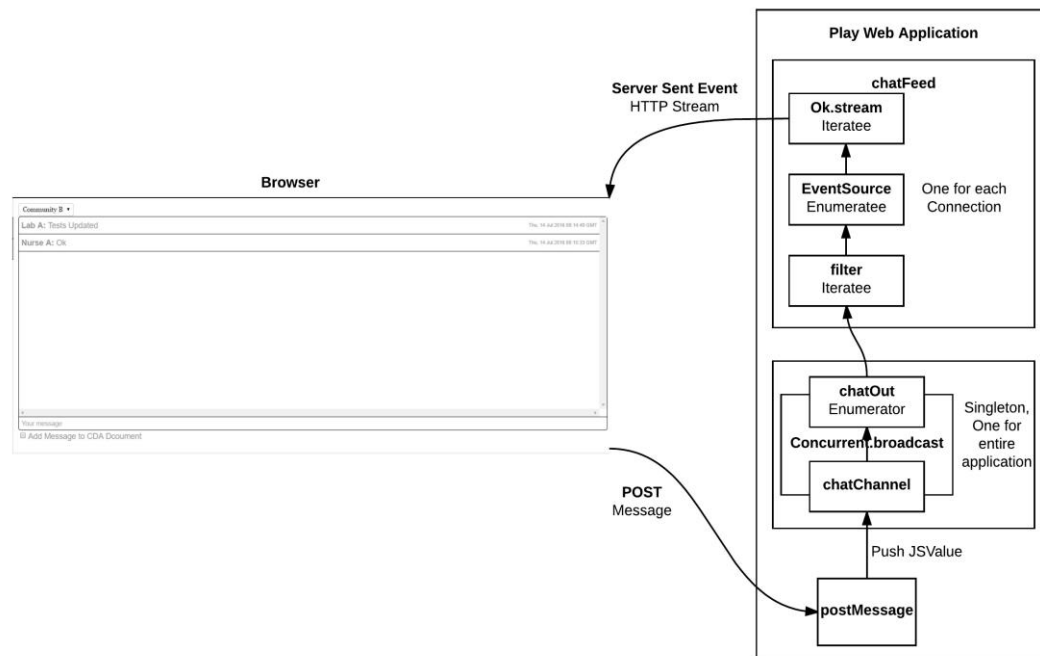 Play Web Application
chatFeed
Ok.stream
Iteratee
EventSource
Enumeratee
One for each
Connection
filter
Iteratee
Server Sent Event
HTTP Stream
Browser
Community B
Lab A: Tests Updated
Nurse A: Ok
Your message
Add Message to CDA Dcoument
chatOut
Enumerator
Concurrent.broadcast
chatChannel
Singleton,
One for
entire
application
POST
Message
Push JSValue
postMessage